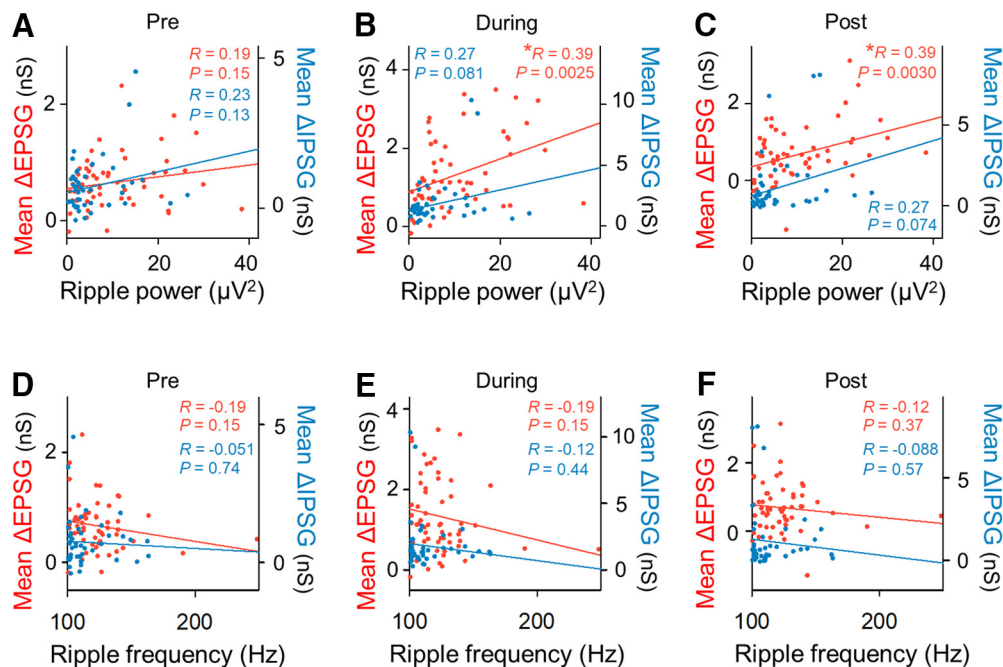 A
Pre
Mean ΔEPSG (nS)
2
0
R = 0.19
P = 0.15
R = 0.23
P = 0.13
5
0
Mean ΔIPSG (nS)
0
20
40
Ripple power (μV²)
B
During
Mean ΔEPSG (nS)
4
2
0
R = 0.27
P = 0.081
*R = 0.39
P = 0.0025
10
5
0
Mean ΔIPSG (nS)
0
20
40
Ripple power (μV²)
C
Post
Mean ΔEPSG (nS)
2
0
*R = 0.39
P = 0.0030
R = 0.27
P = 0.074
5
0
Mean ΔIPSG (nS)
0
20
40
Ripple power (μV²)
D
Pre
Mean ΔEPSG (nS)
2
0
R = -0.19
P = 0.15
R = -0.051
P = 0.74
5
0
Mean ΔIPSG (nS)
100
200
Ripple frequency (Hz)
E
During
Mean ΔEPSG (nS)
4
2
0
R = -0.19
P = 0.15
R = -0.12
P = 0.44
10
5
0
Mean ΔIPSG (nS)
100
200
Ripple frequency (Hz)
F
Post
Mean ΔEPSG (nS)
2
0
R = -0.12
P = 0.37
R = -0.088
P = 0.57
5
0
Mean ΔIPSG (nS)
100
200
Ripple frequency (Hz)